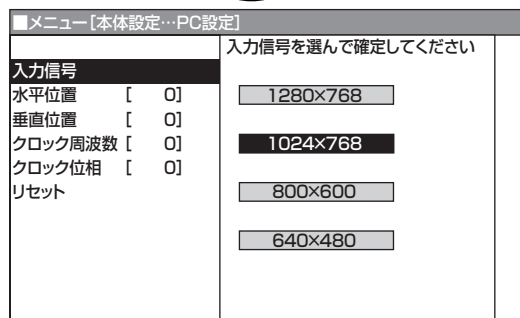 ■メニュー[本体設定…PC設定]
入力信号を選んで確定してください
入力信号
水平位置 [ 0]
垂直位置 [ 0]
クロック周波数 [ 0]
クロック位相 [ 0]
リセット
1280×768
1024×768
800×600
640×480